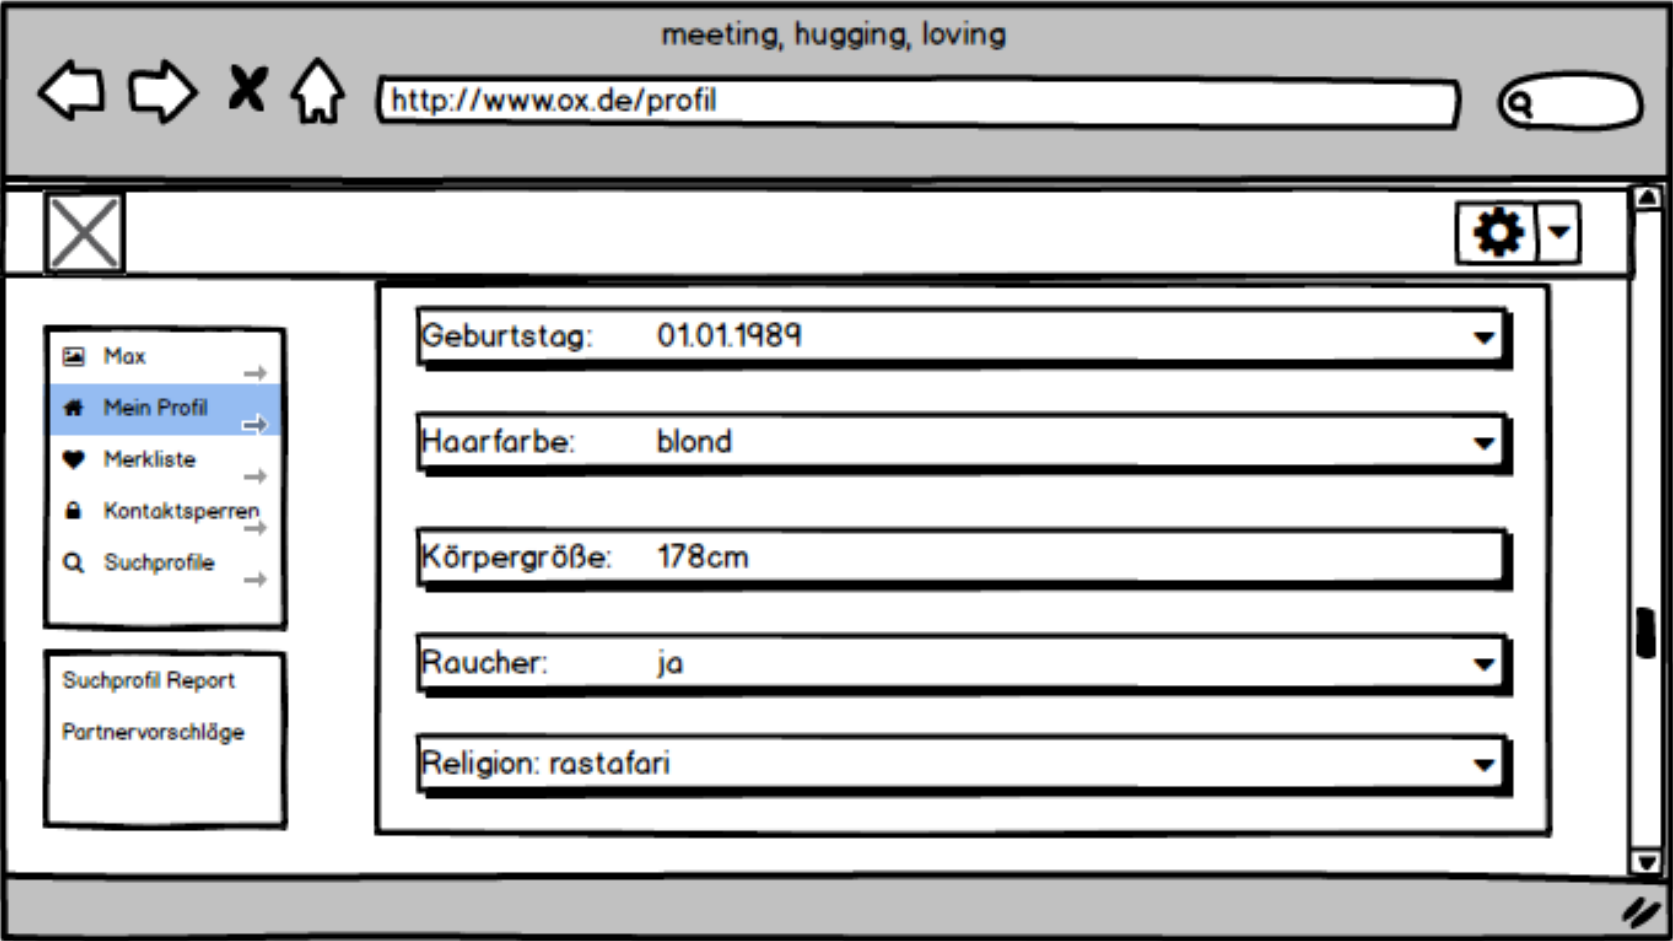 meeting, hugging, loving
http://www.ox.de/profil
Max
Mein Profil
Merkliste
Kontaktsperren
Suchprofile
Suchprofil Report
Partnervorschläge
Geburtstag: 01.01.1989
Haarfarbe: blond
Körpergröße: 178cm
Raucher: ja
Religion: rastafari